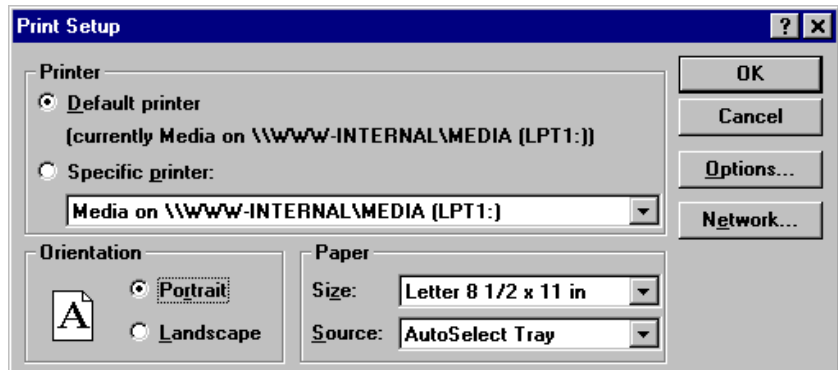 Print Setup
Printer
Default printer
(currently Media on \\WWW-INTERNAL\MEDIA (LPT1:))
Specific printer:
Media on \\WWW-INTERNAL\MEDIA (LPT1:)
OK
Cancel
Options...
Network...
Orientation
A
Portrait
Landscape
Paper
Size: Letter 8 1/2 x 11 in
Source: AutoSelect Tray